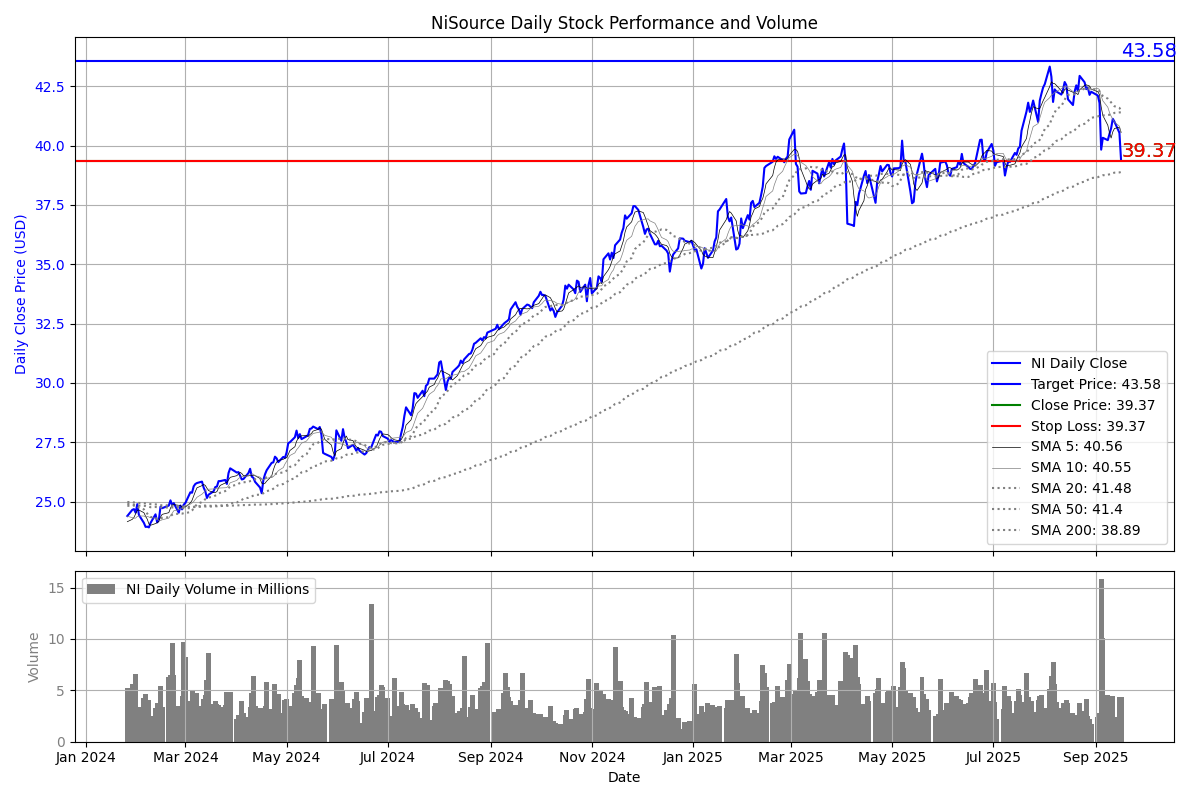 NiSource Daily Stock Performance and Volume
43.58
42.5
40.0
39.37
37.5
35.0
32.5
30.0
27.5
25.0
Daily Close Price (USD)
NI Daily Close
Target Price: 43.58
Close Price: 39.37
Stop Loss: 39.37
SMA 5: 40.56
SMA 10: 40.55
SMA 20: 41.48
SMA 50: 41.4
SMA 200: 38.89
NI Daily Volume in Millions
15
10
5
0
Volume
Jan 2024 Mar 2024 May 2024 Jul 2024 Sep 2024 Nov 2024 Jan 2025 Mar 2025 May 2025 Jul 2025 Sep 2025
Date